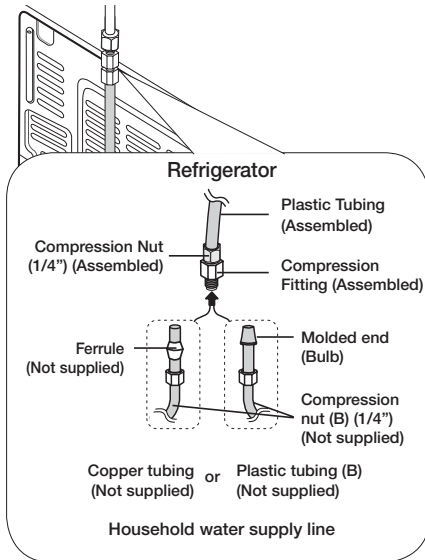 Refrigerator
Plastic Tubing
(Assembled)
Compression Nut
(1/4”) (Assembled)
Compression
Fitting (Assembled)
Ferrule
(Not supplied)
Molded end
(Bulb)
Compression
nut (B) (1/4”)
(Not supplied)
Copper tubing
(Not supplied)
or
Plastic tubing (B)
(Not supplied)
Household water supply line